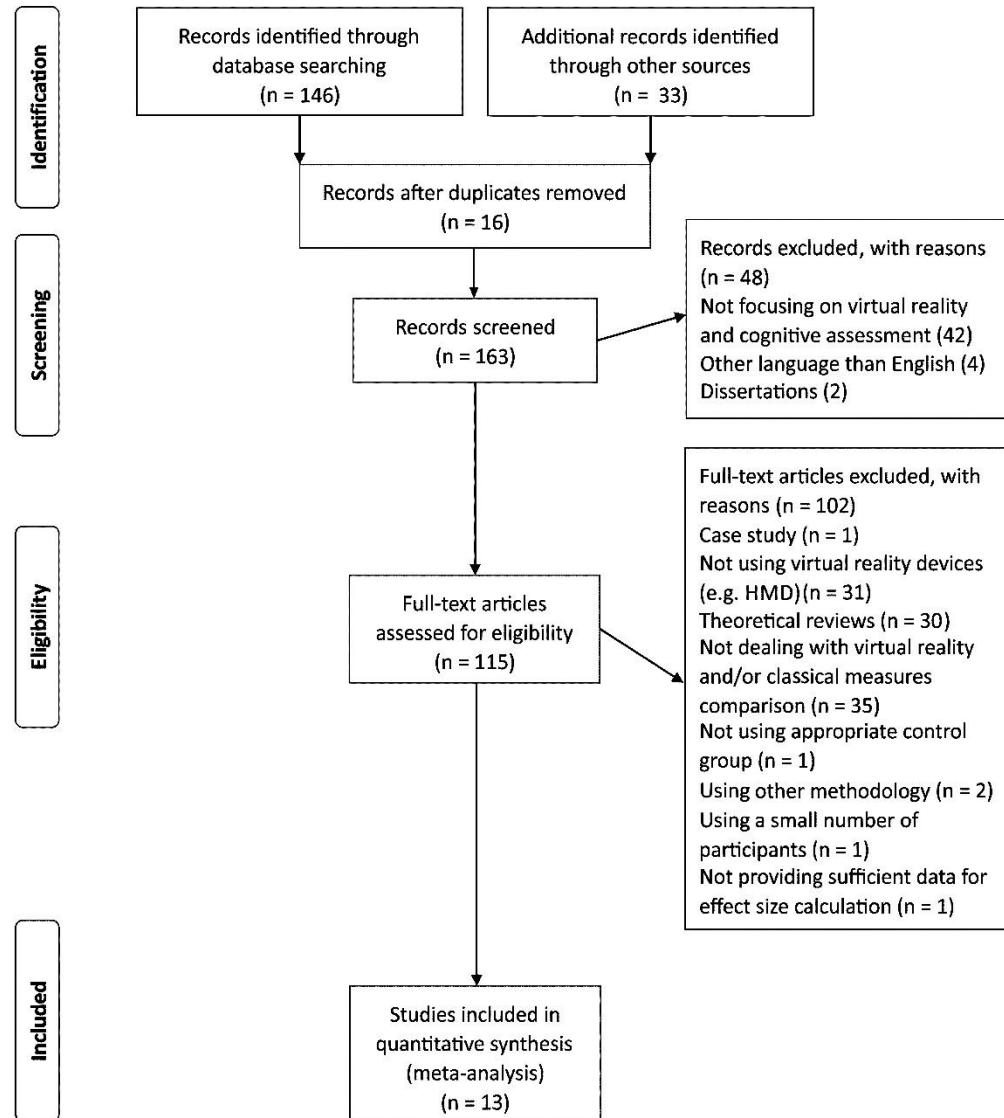 Identification
Records identified through
database searching
(n = 146)
Additional records identified
through other sources
(n = 33)
Records after duplicates removed
(n = 16)
Screening
Records screened
(n = 163)
Records excluded, with reasons
(n = 48)
Not focusing on virtual reality
and cognitive assessment (42)
Other language than English (4)
Dissertations (2)
Eligibility
Full-text articles
assessed for eligibility
(n = 115)
Full-text articles excluded, with
reasons (n = 102)
Case study (n = 1)
Not using virtual reality devices
(e.g. HMD) (n = 31)
Theoretical reviews (n = 30)
Not dealing with virtual reality
and/or classical measures
comparison (n = 35)
Not using appropriate control
group (n = 1)
Using other methodology (n = 2)
Using a small number of
participants (n = 1)
Not providing sufficient data for
effect size calculation (n = 1)
Included
Studies included in
quantitative synthesis
(meta-analysis)
(n = 13)